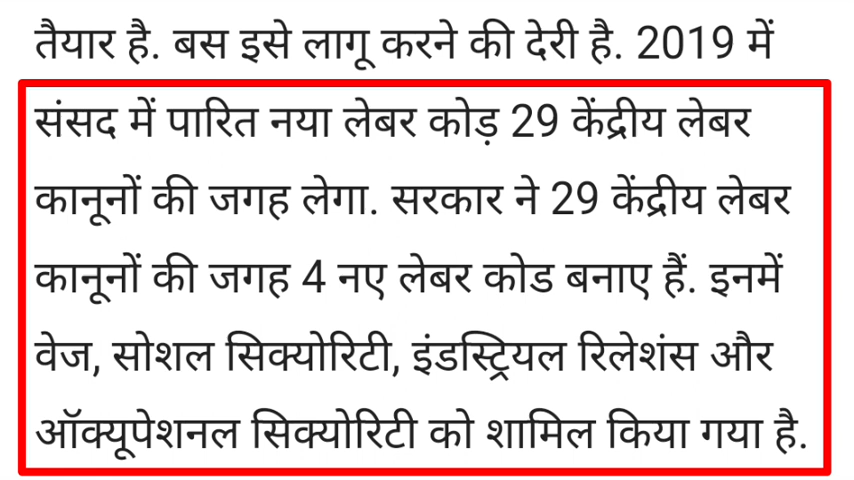 तैयार है. बस इसे लागू करने की देरी है. 2019 में
संसद में पारित नया लेबर कोड़ 29 केंद्रीय लेबर
कानूनों की जगह लेगा. सरकार ने 29 केंद्रीय लेबर
कानूनों की जगह 4 नए लेबर कोड बनाए हैं. इनमें
वेज, सोशल सिक्योरिटी, इंडस्ट्रियल रिलेशंस और
ऑक्यूपेशनल सिक्योरिटी को शामिल किया गया है.